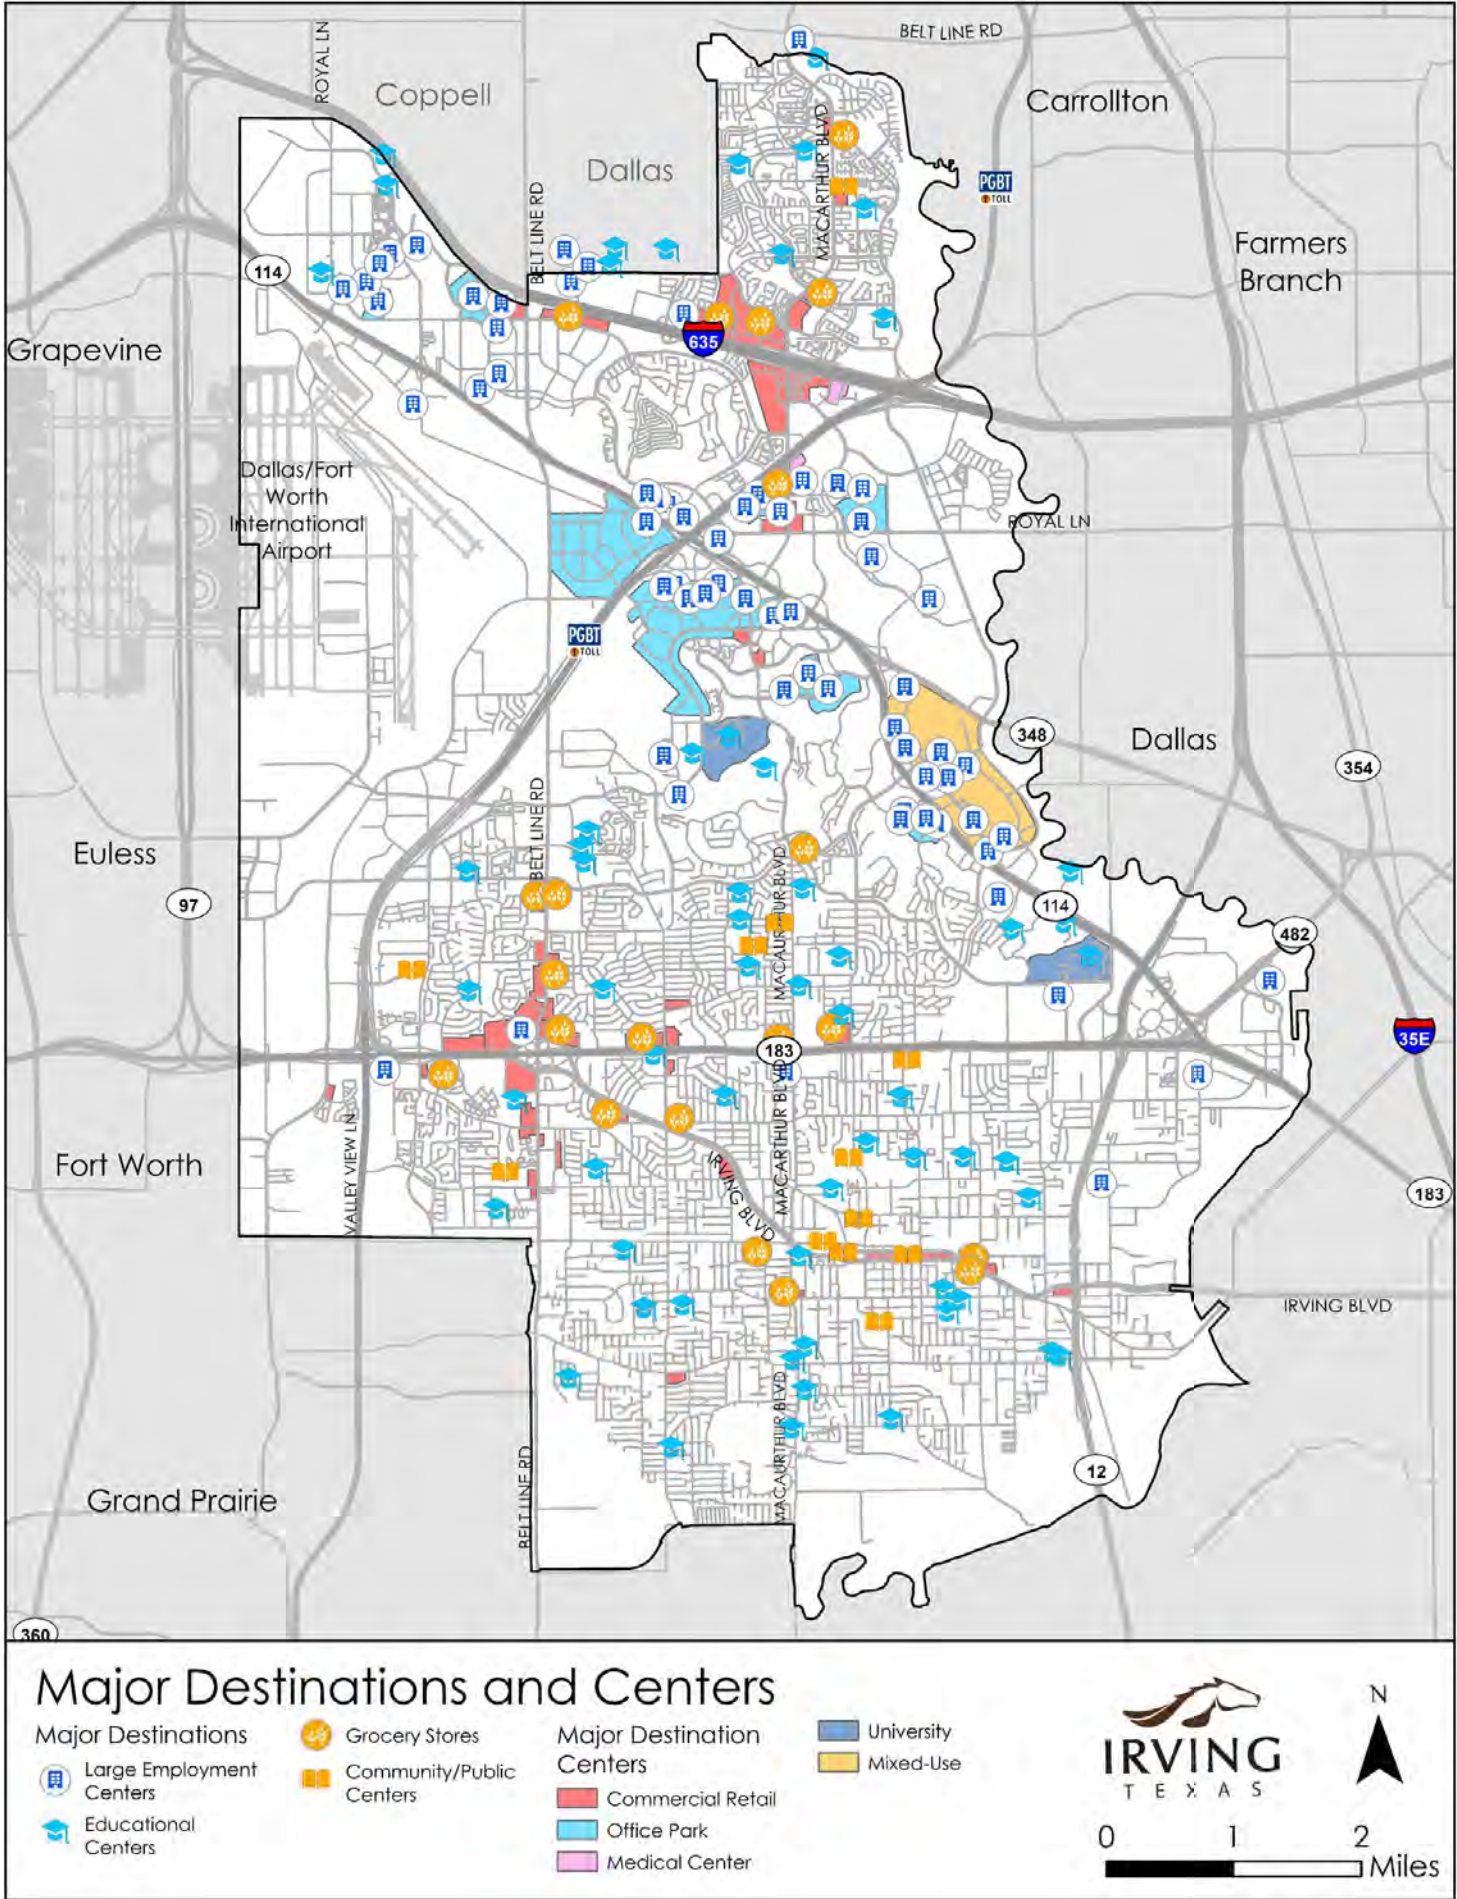 BELT LINE RD
ROYAL LN
Coppell
Carrollton
MACARTHUR BLVD
Dallas
BELT LINE RD
PGBT
TOLL
Farmers
Branch
114
635
Grapevine
Dallas/Fort
Worth
International
Airport
ROYAL LN
PGBT
TOLL
348
Dallas
354
BELT LINE RD
Euless
97
MACAURHUR BLVD
114
482
35E
183
Fort Worth
VALLEY VIEW LN
MACARTHUR BLVD
IRVING BLVD
183
IRVING BLVD
MACAURTHUR BLVD
BELT LINE RD
12
Grand Prairie
360
Major Destinations and Centers
Major Destinations
Large Employment
Centers
Educational
Centers
Grocery Stores
Community/Public
Centers
Major Destination
Centers
Commercial Retail
Office Park
Medical Center
University
Mixed-Use
IRVING
TEXAS
N
0 1 2
Miles